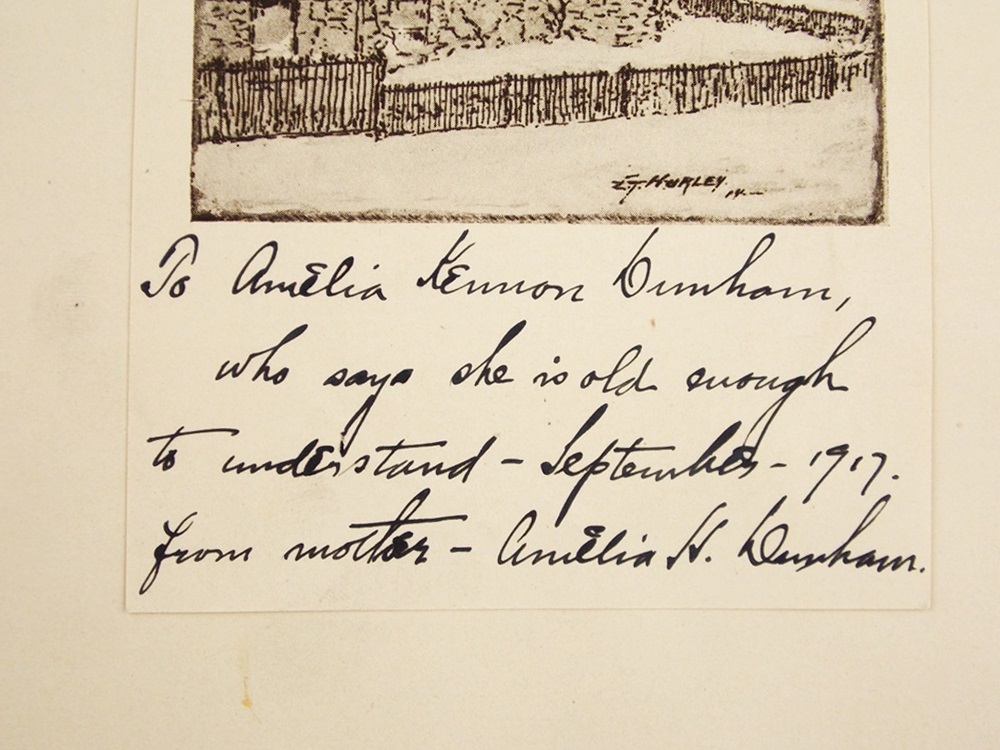 E.T. HURLEY. 14.
To Amelia Kennon Dunham,
who says she is old enough
to understand - September - 1917.
from mother - Amelia H. Dunham.